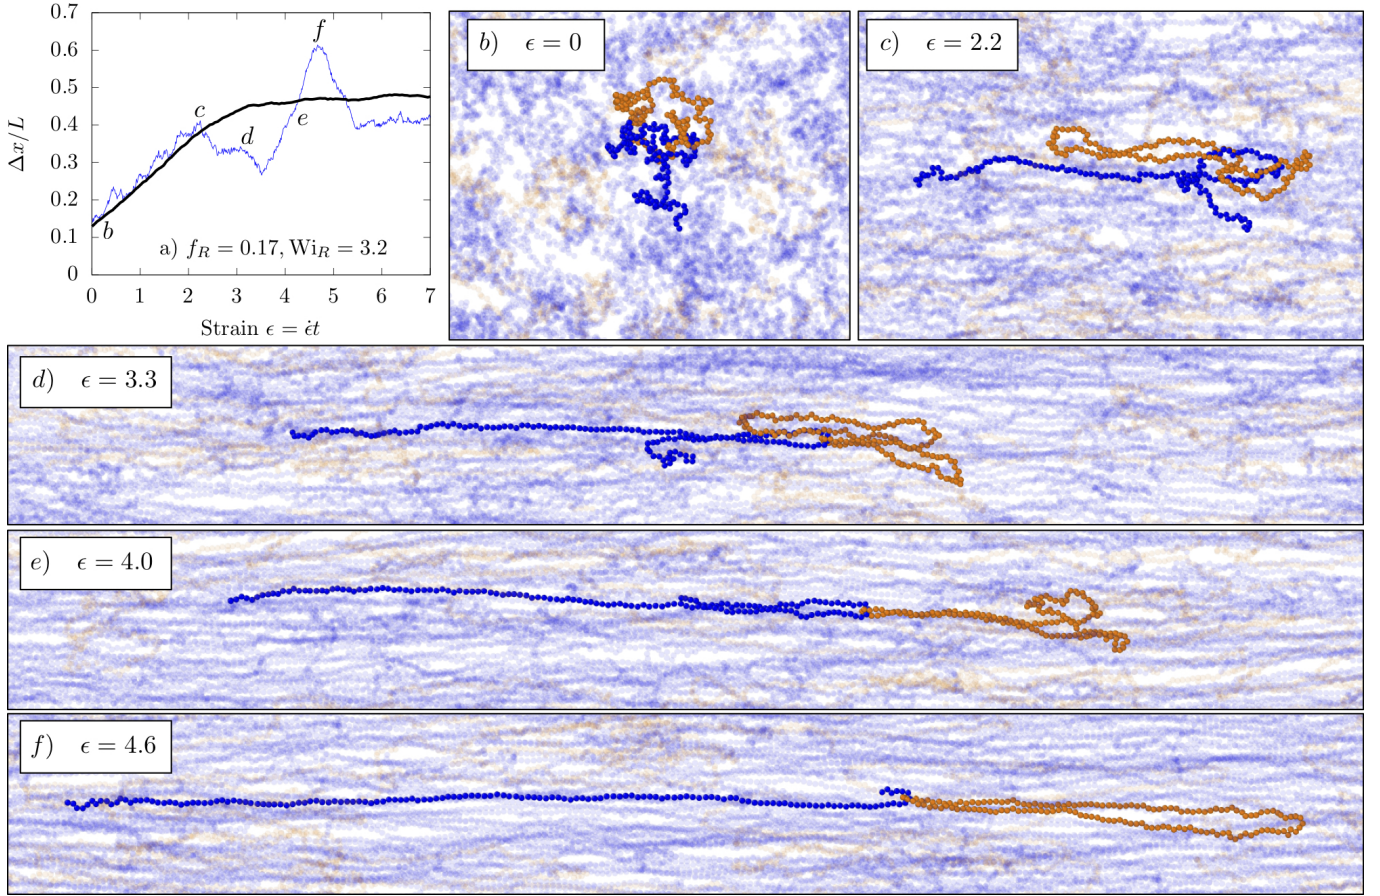 0.7
0.6
0.5
0.4
0.3
0.2
0.1
0
Δx/L
b
c
d
e
f
a) f_R = 0.17, Wi_R = 3.2
0 1 2 3 4 5 6 7
Strain ϵ = ϵ̇t
b) ϵ = 0
c) ϵ = 2.2
d) ϵ = 3.3
e) ϵ = 4.0
f) ϵ = 4.6